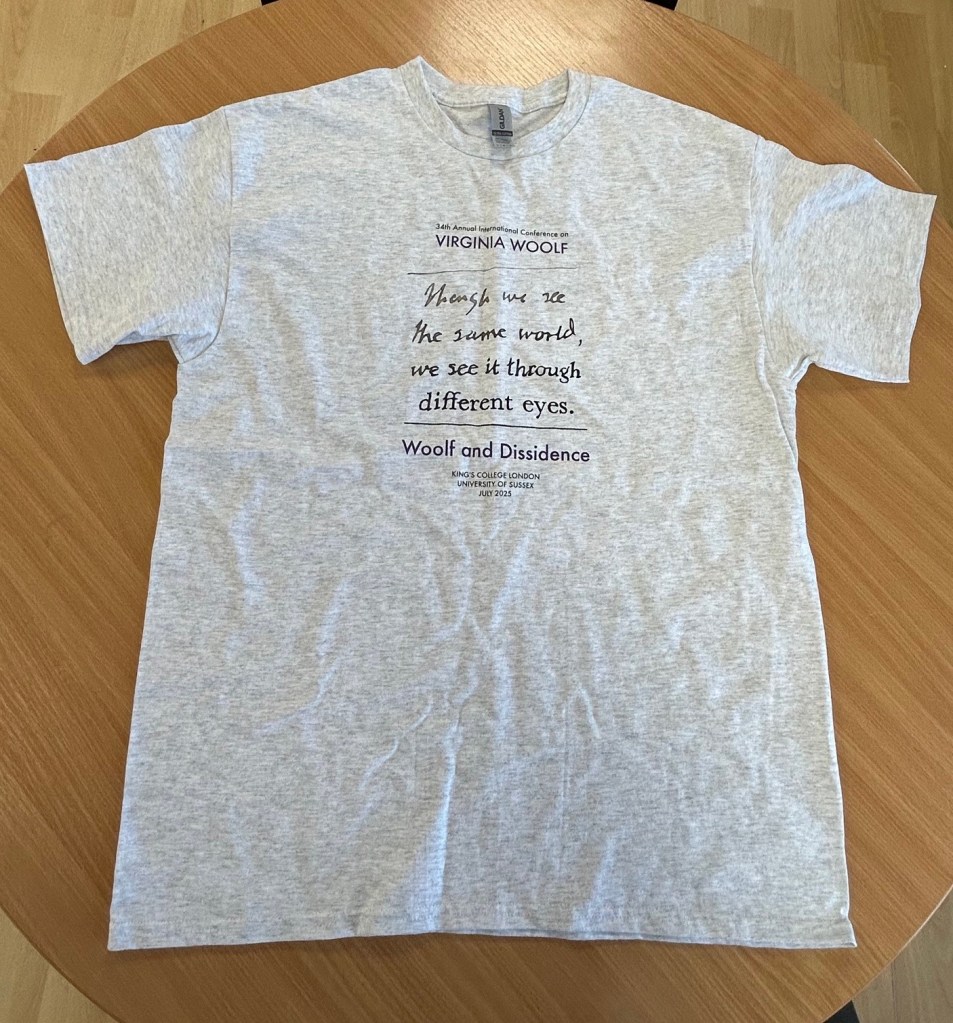 GILDAN
34th Annual International Conference on
VIRGINIA WOOLF
Though we see
the same world,
we see it through
different eyes.
Woolf and Dissidence
KING'S COLLEGE LONDON
UNIVERSITY OF SUSSEX
JULY 2025